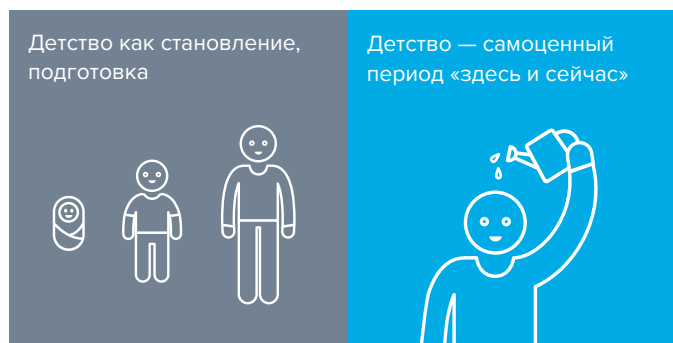 Детство как становление,
подготовка
Детство — самоценный
период «здесь и сейчас»